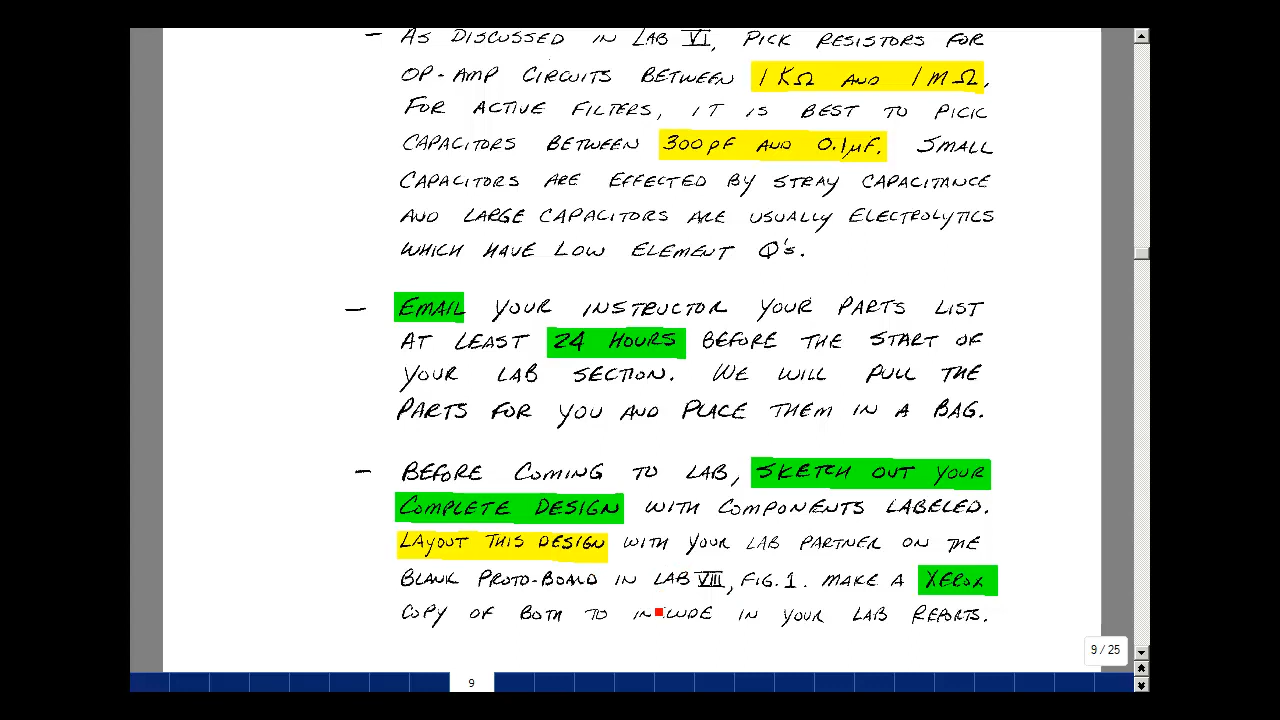 - AS DISCUSSED IN LAB VI, PICK RESISTORS FOR
OP-AMP CIRCUITS BETWEEN 1 KΩ AND 1 MΩ.
FOR ACTIVE FILTERS, IT IS BEST TO PICK
CAPACITORS BETWEEN 300pF AND 0.1μF. SMALL
CAPACITORS ARE EFFECTED BY STRAY CAPACITANCE
AND LARGE CAPACITORS ARE USUALLY ELECTROLYTICS
WHICH HAVE LOW ELEMENT Q's.
- EMAIL YOUR INSTRUCTOR YOUR PARTS LIST
AT LEAST 24 HOURS BEFORE THE START OF
YOUR LAB SECTION. WE WILL PULL THE
PARTS FOR YOU AND PLACE THEM IN A BAG.
- BEFORE COMING TO LAB, SKETCH OUT YOUR
COMPLETE DESIGN WITH COMPONENTS LABELED.
LAYOUT THIS DESIGN WITH YOUR LAB PARTNER ON THE
BLANK PROTO-BOARD IN LAB VIII, FIG. 1. MAKE A XEROX
COPY OF BOTH TO INCLUDE IN YOUR LAB REPORTS.
9 / 25
9